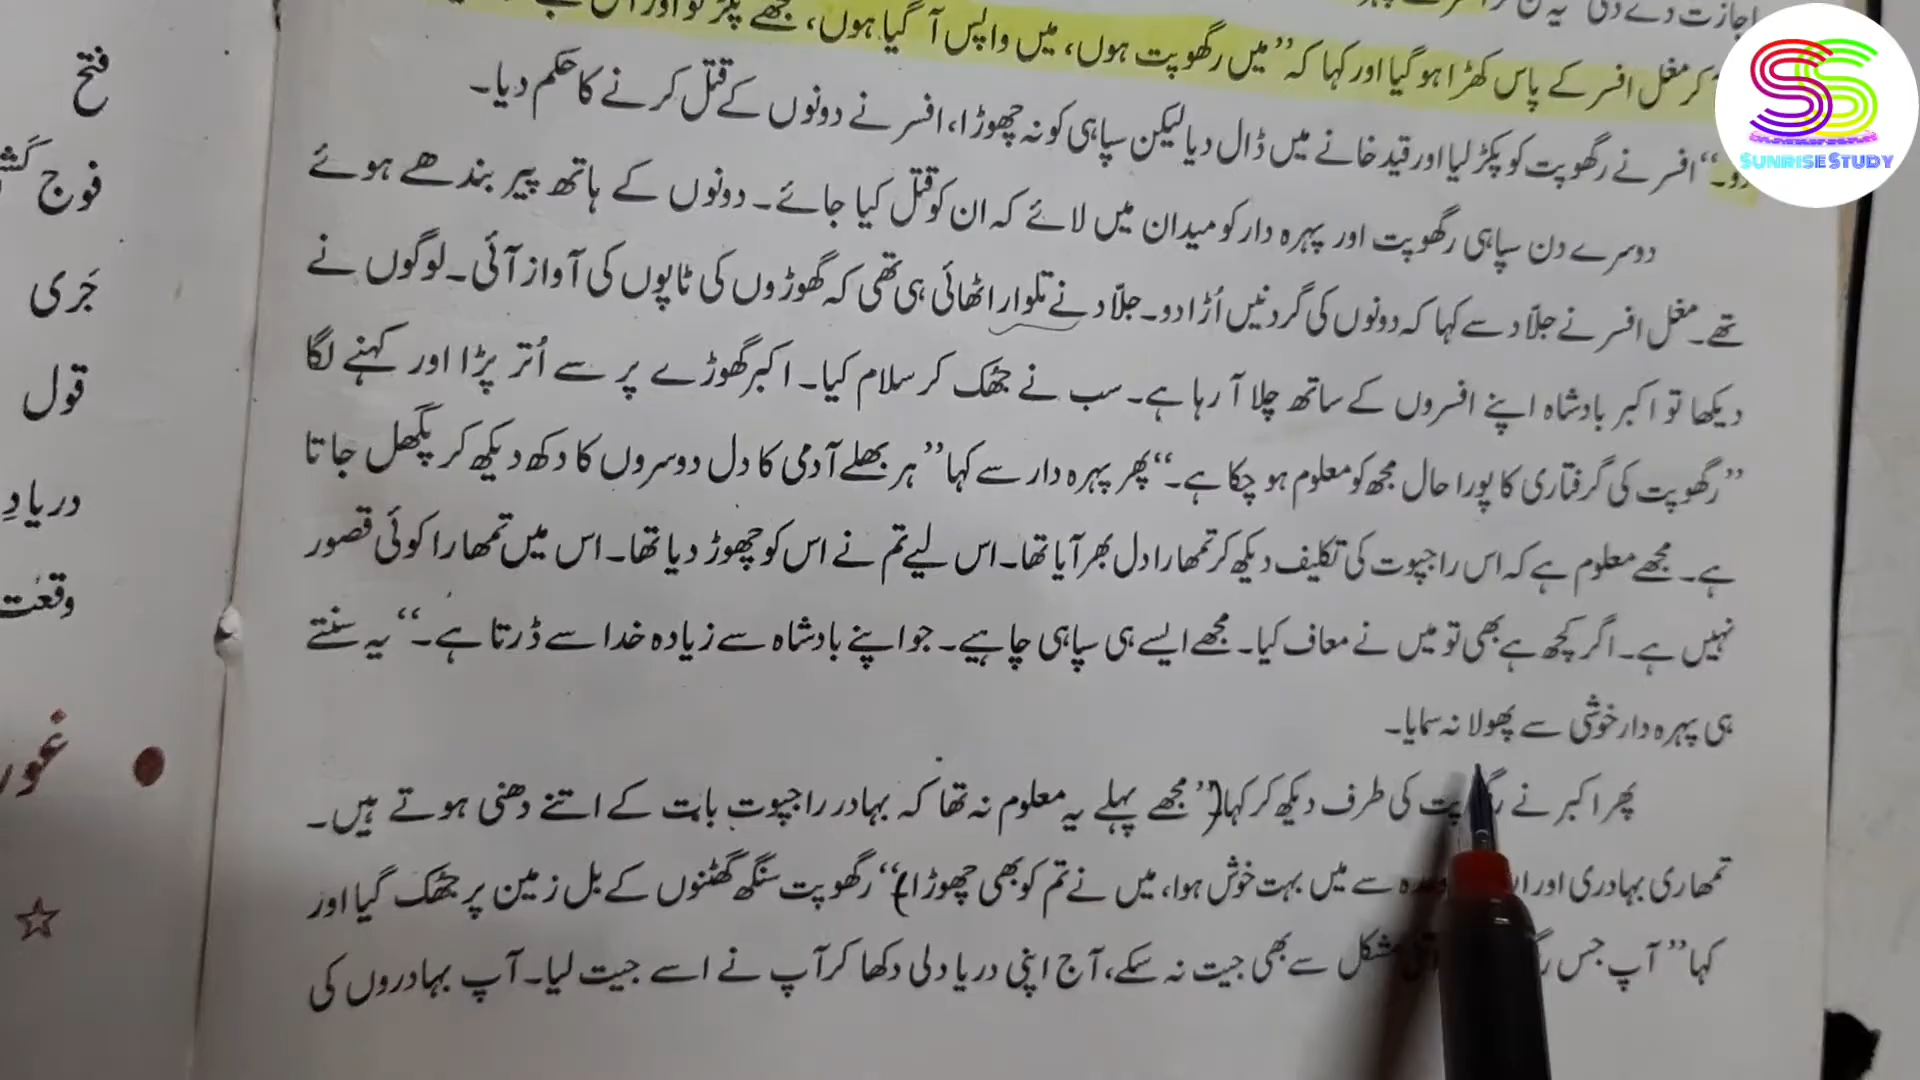 اجازت دے دی
کر مغل افسر کے پاس کھڑا ہو گیا اور کہا کہ ’’میں رگھوپت ہوں، میں واپس آ گیا ہوں، مجھے پکڑ لو اور اس
دو۔‘‘ افسر نے رگھوپت کو پکڑ لیا اور قید خانے میں ڈال دیا لیکن سپاہی کو نہ چھوڑا، افسر نے دونوں کے قتل کرنے کا حکم دیا۔
دوسرے دن سپاہی رگھوپت اور پہرہ دار کو میدان میں لائے کہ ان کو قتل کیا جائے۔ دونوں کے ہاتھ پیر بندھے ہوئے
تھے۔ مغل افسر نے جلاّد سے کہا کہ دونوں کی گردنیں اُڑا دو۔ جلاّد نے تلوار اٹھائی ہی تھی کہ گھوڑوں کی ٹاپوں کی آواز آئی۔ لوگوں نے
دیکھا تو اکبر بادشاہ اپنے افسروں کے ساتھ چلا آ رہا ہے۔ سب نے جھک کر سلام کیا۔ اکبر گھوڑے پر سے اُتر پڑا اور کہنے لگا
’’رگھوپت کی گرفتاری کا پورا حال مجھ کو معلوم ہو چکا ہے۔‘‘ پھر پہرہ دار سے کہا ’’ہر بھلے آدمی کا دل دوسروں کا دکھ دیکھ کر پگھل جاتا
ہے۔ مجھے معلوم ہے کہ اس راجپوت کی تکلیف دیکھ کر تمھارا دل بھر آیا تھا۔ اس لیے تم نے اس کو چھوڑ دیا تھا۔ اس میں تمھارا کوئی قصور
نہیں ہے۔ اگر کچھ ہے بھی تو میں نے معاف کیا۔ مجھے ایسے ہی سپاہی چاہیے۔ جو اپنے بادشاہ سے زیادہ خدا سے ڈرتا ہے۔‘‘ یہ سنتے
ہی پہرہ دار خوشی سے پھولا نہ سمایا۔
پھر اکبر نے کی طرف دیکھ کر کہا ’’مجھے پہلے یہ معلوم نہ تھا کہ بہادر راجپوت بات کے اتنے دھنی ہوتے ہیں۔
تمھاری بہادری اور سے میں بہت خوش ہوا، میں نے تم کو بھی چھوڑا‘‘ رگھوپت سنگھ گھٹنوں کے بل زمین پر جھک گیا اور
کہا ’’آپ جس مشکل سے بھی جیت نہ سکے، آج اپنی دریا دلی دکھا کر آپ نے اسے جیت لیا۔ آپ بہادروں کی
فتح
فوج
جَری
قول
وقعت
SS
SUNRISE STUDY